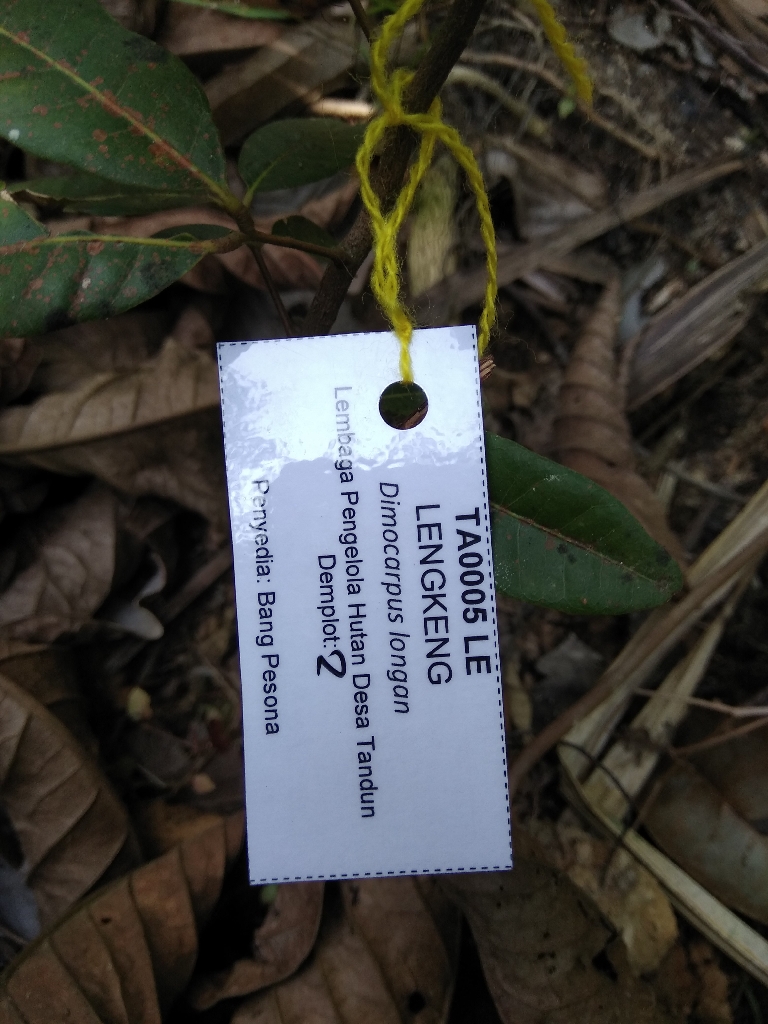 TA0005 LE
LENGKENG
Dimocarpus longan
Lembaga Pengelola Hutan Desa Tandun
Demplot: 2
Penyedia: Bang Pesona